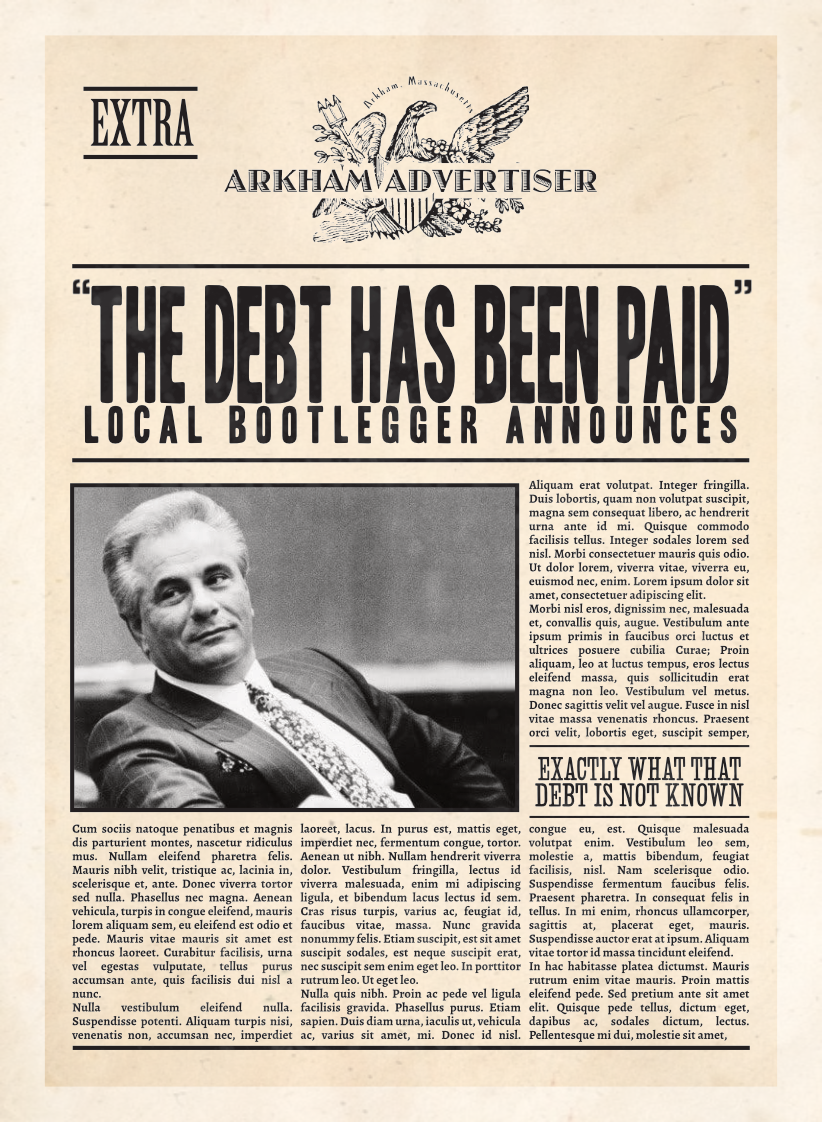 EXTRA
Arkham, Massachusetts
ARKHAM ADVERTISER
“THE DEBT HAS BEEN PAID”
LOCAL BOOTLEGGER ANNOUNCES
Aliquam erat volutpat. Integer fringilla.
Duis lobortis, quam non volutpat suscipit,
magna sem consequat libero, ac hendrerit
urna ante id mi. Quisque commodo
facilisis tellus. Integer sodales lorem sed
nisl. Morbi consectetuer mauris quis odio.
Ut dolor lorem, viverra vitae, viverra eu,
euismod nec, enim. Lorem ipsum dolor sit
amet, consectetuer adipiscing elit.
Morbi nisl eros, dignissim nec, malesuada
et, convallis quis, augue. Vestibulum ante
ipsum primis in faucibus orci luctus et
ultrices posuere cubilia Curae; Proin
aliquam, leo at luctus tempus, eros lectus
eleifend massa, quis sollicitudin erat
magna non leo. Vestibulum vel metus.
Donec sagittis velit vel augue. Fusce in nisl
vitae massa venenatis rhoncus. Praesent
orci velit, lobortis eget, suscipit semper,
EXACTLY WHAT THAT
DEBT IS NOT KNOWN
Cum sociis natoque penatibus et magnis
dis parturient montes, nascetur ridiculus
mus. Nullam eleifend pharetra felis.
Mauris nibh velit, tristique ac, lacinia in,
scelerisque et, ante. Donec viverra tortor
sed nulla. Phasellus nec magna. Aenean
vehicula, turpis in congue eleifend, mauris
lorem aliquam sem, eu eleifend est odio et
pede. Mauris vitae mauris sit amet est
rhoncus laoreet. Curabitur facilisis, urna
vel egestas vulputate, tellus purus
accumsan ante, quis facilisis dui nisl a
nunc.
Nulla vestibulum eleifend nulla.
Suspendisse potenti. Aliquam turpis nisi,
venenatis non, accumsan nec, imperdiet
laoreet, lacus. In purus est, mattis eget,
imperdiet nec, fermentum congue, tortor.
Aenean ut nibh. Nullam hendrerit viverra
dolor. Vestibulum fringilla, lectus id
viverra malesuada, enim mi adipiscing
ligula, et bibendum lacus lectus id sem.
Cras risus turpis, varius ac, feugiat id,
faucibus vitae, massa. Nunc gravida
nonummy felis. Etiam suscipit, est sit amet
suscipit sodales, est neque suscipit erat,
nec suscipit sem enim eget leo. In porttitor
rutrum leo. Ut eget leo.
Nulla quis nibh. Proin ac pede vel ligula
facilisis gravida. Phasellus purus. Etiam
sapien. Duis diam urna, iaculis ut, vehicula
ac, varius sit amet, mi. Donec id nisl.
congue eu, est. Quisque malesuada
volutpat enim. Vestibulum leo sem,
molestie a, mattis bibendum, feugiat
facilisis, nisl. Nam scelerisque odio.
Suspendisse fermentum faucibus felis.
Praesent pharetra. In consequat felis in
tellus. In mi enim, rhoncus ullamcorper,
sagittis at, placerat eget, mauris.
Suspendisse auctor erat at ipsum. Aliquam
vitae tortor id massa tincidunt eleifend.
In hac habitasse platea dictumst. Mauris
rutrum enim vitae mauris. Proin mattis
eleifend pede. Sed pretium ante sit amet
elit. Quisque pede tellus, dictum eget,
dapibus ac, sodales dictum, lectus.
Pellentesque mi dui, molestie sit amet,